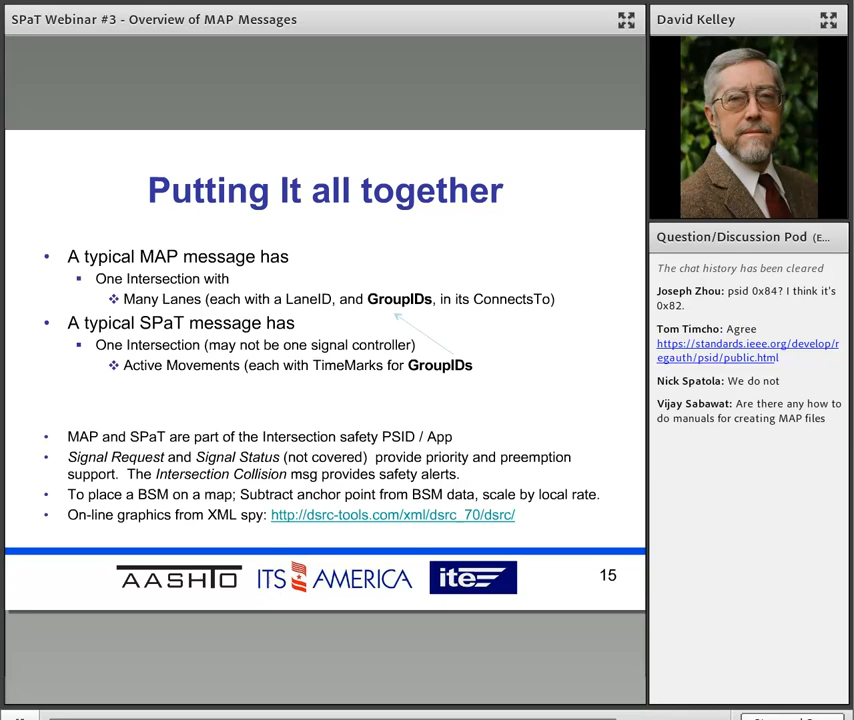 SPaT Webinar #3 - Overview of MAP Messages
Putting It all together
• A typical MAP message has
▪ One Intersection with
❖ Many Lanes (each with a LaneID, and GroupIDs, in its ConnectsTo)
• A typical SPaT message has
▪ One Intersection (may not be one signal controller)
❖ Active Movements (each with TimeMarks for GroupIDs
• MAP and SPaT are part of the Intersection safety PSID / App
• Signal Request and Signal Status (not covered) provide priority and preemption
support. The Intersection Collision msg provides safety alerts.
• To place a BSM on a map; Subtract anchor point from BSM data, scale by local rate.
• On-line graphics from XML spy: http://dsrc-tools.com/xml/dsrc_70/dsrc/
AASHTO ITS AMERICA ite
15
David Kelley
Question/Discussion Pod (E...
The chat history has been cleared
Joseph Zhou: psid 0x84? I think it's
0x82.
Tom Timcho: Agree
https://standards.ieee.org/develop/r
egauth/psid/public.html
Nick Spatola: We do not
Vijay Sabawat: Are there any how to
do manuals for creating MAP files